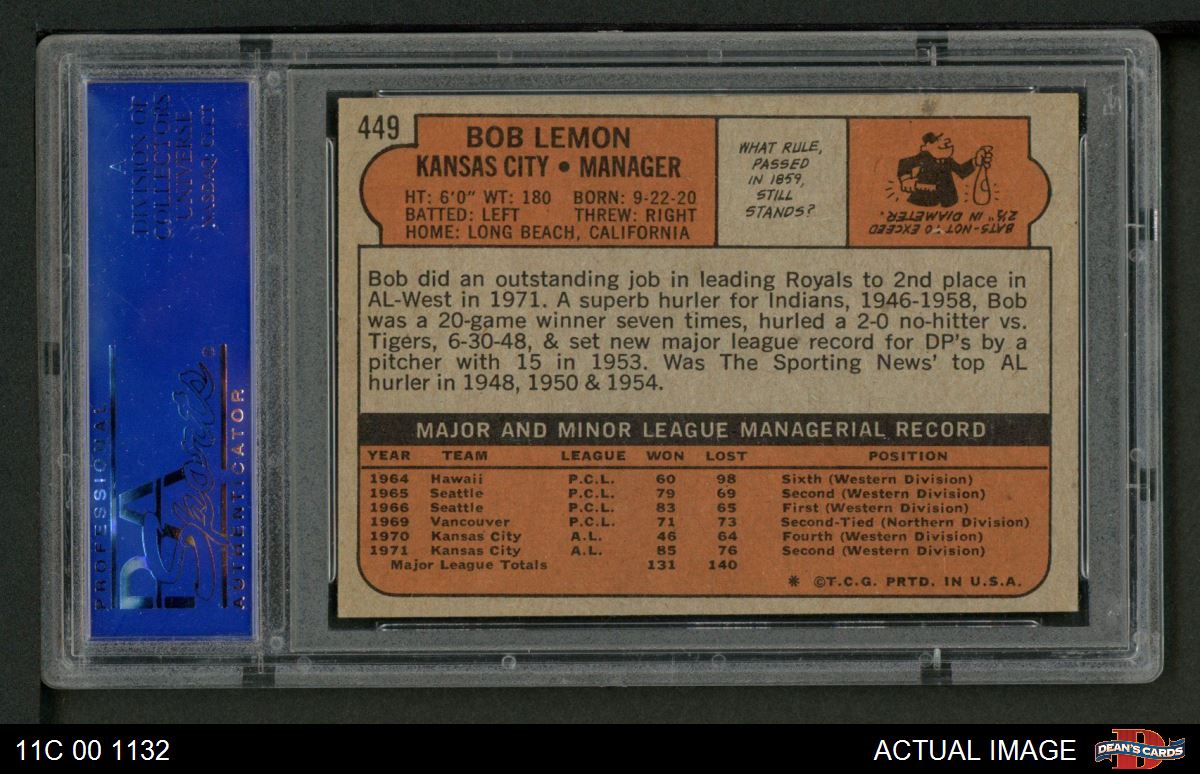 A
DIVISION OF
COLLECTORS
UNIVERSE
NASDAQ: CLCT
PROFESSIONAL
PSA
Sports
AUTHENTICATOR
449
BOB LEMON
KANSAS CITY • MANAGER
HT: 6'0" WT: 180 BORN: 9-22-20
BATTED: LEFT THREW: RIGHT
HOME: LONG BEACH, CALIFORNIA
WHAT RULE,
PASSED
IN 1859,
STILL
STANDS?
BATS-NOT TO EXCEED
2½" IN DIAMETER.
Bob did an outstanding job in leading Royals to 2nd place in
AL-West in 1971. A superb hurler for Indians, 1946-1958, Bob
was a 20-game winner seven times, hurled a 2-0 no-hitter vs.
Tigers, 6-30-48, & set new major league record for DP's by a
pitcher with 15 in 1953. Was The Sporting News' top AL
hurler in 1948, 1950 & 1954.
MAJOR AND MINOR LEAGUE MANAGERIAL RECORD
YEAR TEAM LEAGUE WON LOST POSITION
1964 Hawaii P.C.L. 60 98 Sixth (Western Division)
1965 Seattle P.C.L. 79 69 Second (Western Division)
1966 Seattle P.C.L. 83 65 First (Western Division)
1969 Vancouver P.C.L. 71 73 Second-Tied (Northern Division)
1970 Kansas City A.L. 46 64 Fourth (Western Division)
1971 Kansas City A.L. 85 76 Second (Western Division)
Major League Totals 131 140
* ©T.C.G. PRTD. IN U.S.A.
11C 00 1132
ACTUAL IMAGE
DEAN'S CARDS